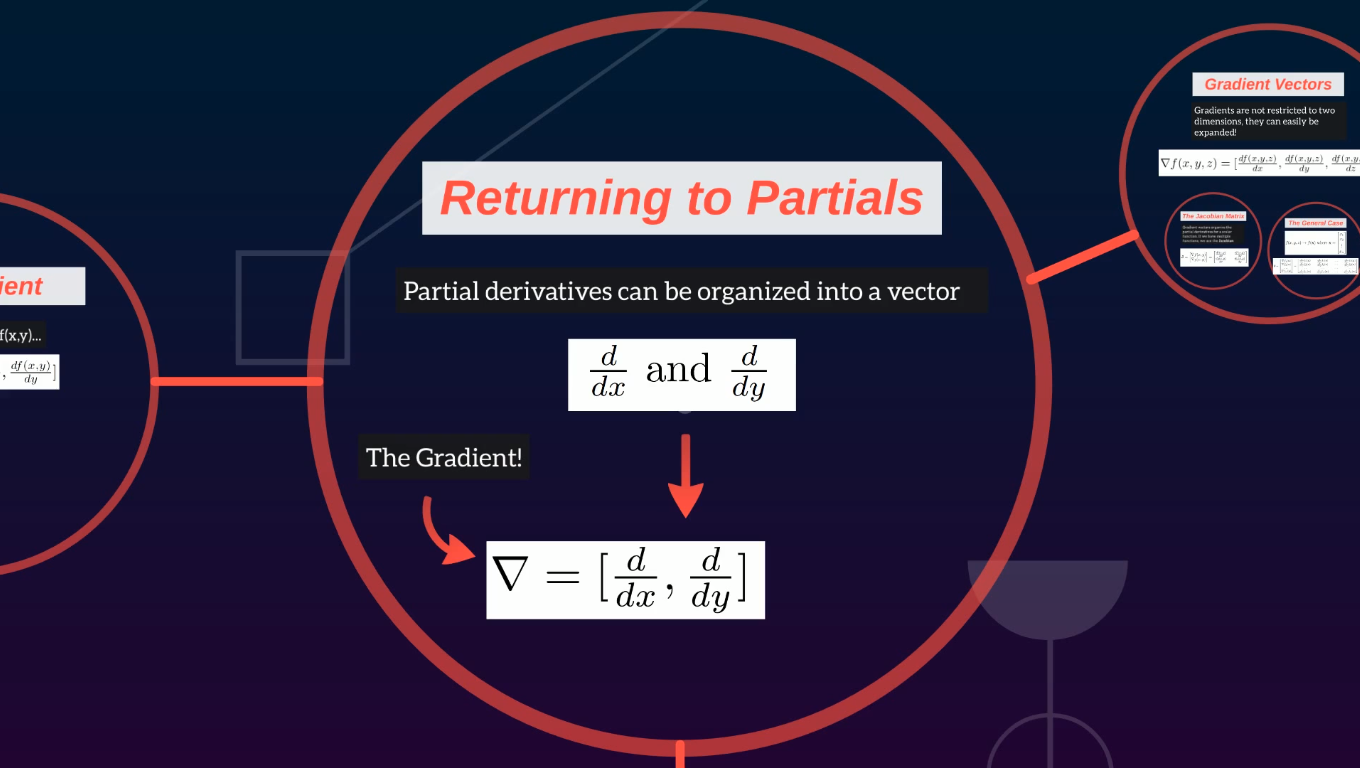 Returning to Partials
Partial derivatives can be organized into a vector
d/dx and d/dy
The Gradient!
∇ = [d/dx, d/dy]
ient
f(x,y)...
, df(x,y)/dy ]
Gradient Vectors
Gradients are not restricted to two
dimensions, they can easily be
expanded!
∇f(x, y, z) = [df(x,y,z)/dx, df(x,y,z)/dy, df(x,y,/dz
The Jacobian Matrix
The General Case